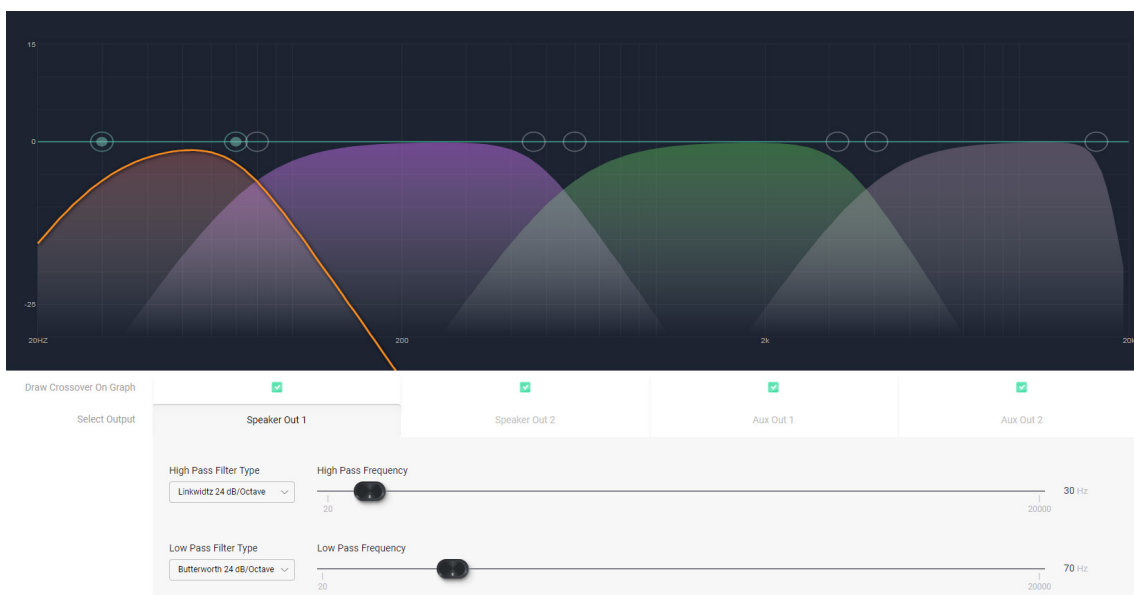 15
0
-25
20HZ 200 2k 20k
Draw Crossover On Graph
Select Output Speaker Out 1 Speaker Out 2 Aux Out 1 Aux Out 2
High Pass Filter Type High Pass Frequency
Linkwidtz 24 dB/Octave 30 Hz
20 20000
Low Pass Filter Type Low Pass Frequency
Butterworth 24 dB/Octave 70 Hz
20 20000